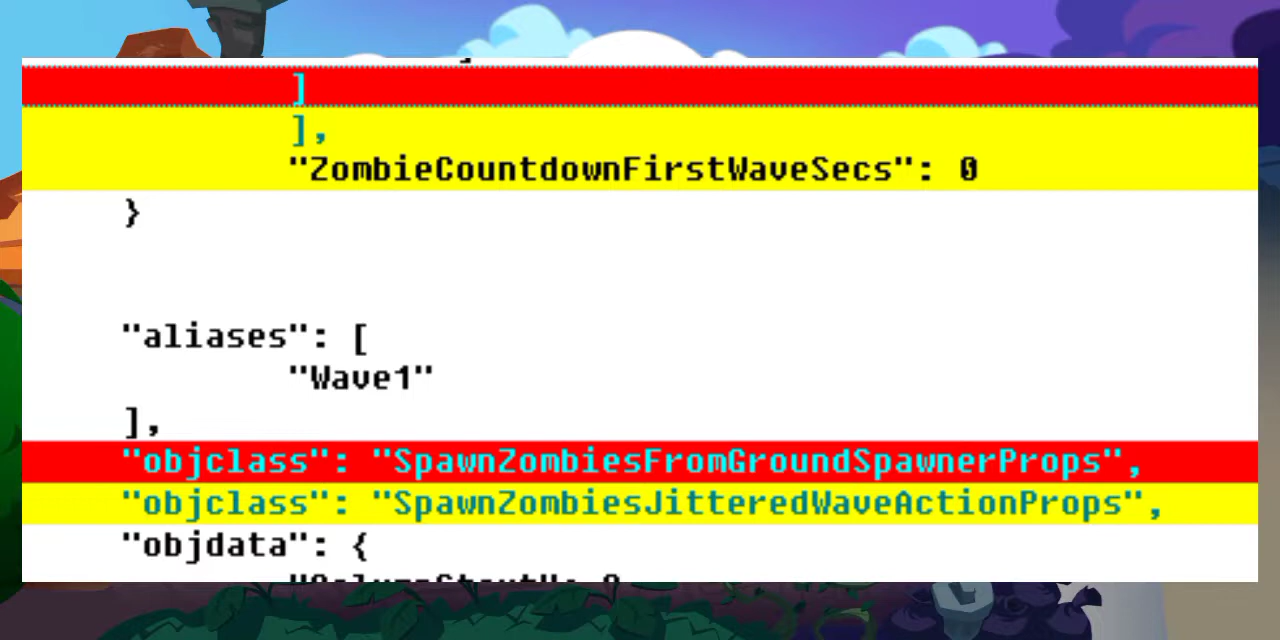 ]
],
"ZombieCountdownFirstWaveSecs": 0
}
"aliases": [
"Wave1"
],
"objclass": "SpawnZombiesFromGroundSpawnerProps",
"objclass": "SpawnZombiesJitteredWaveActionProps",
"objdata": {